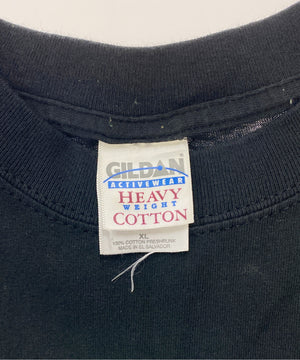 GILDAN
ACTIVEWEAR
HEAVY
WEIGHT
COTTON
XL
100% COTTON PRESHRUNK
MADE IN EL SALVADOR